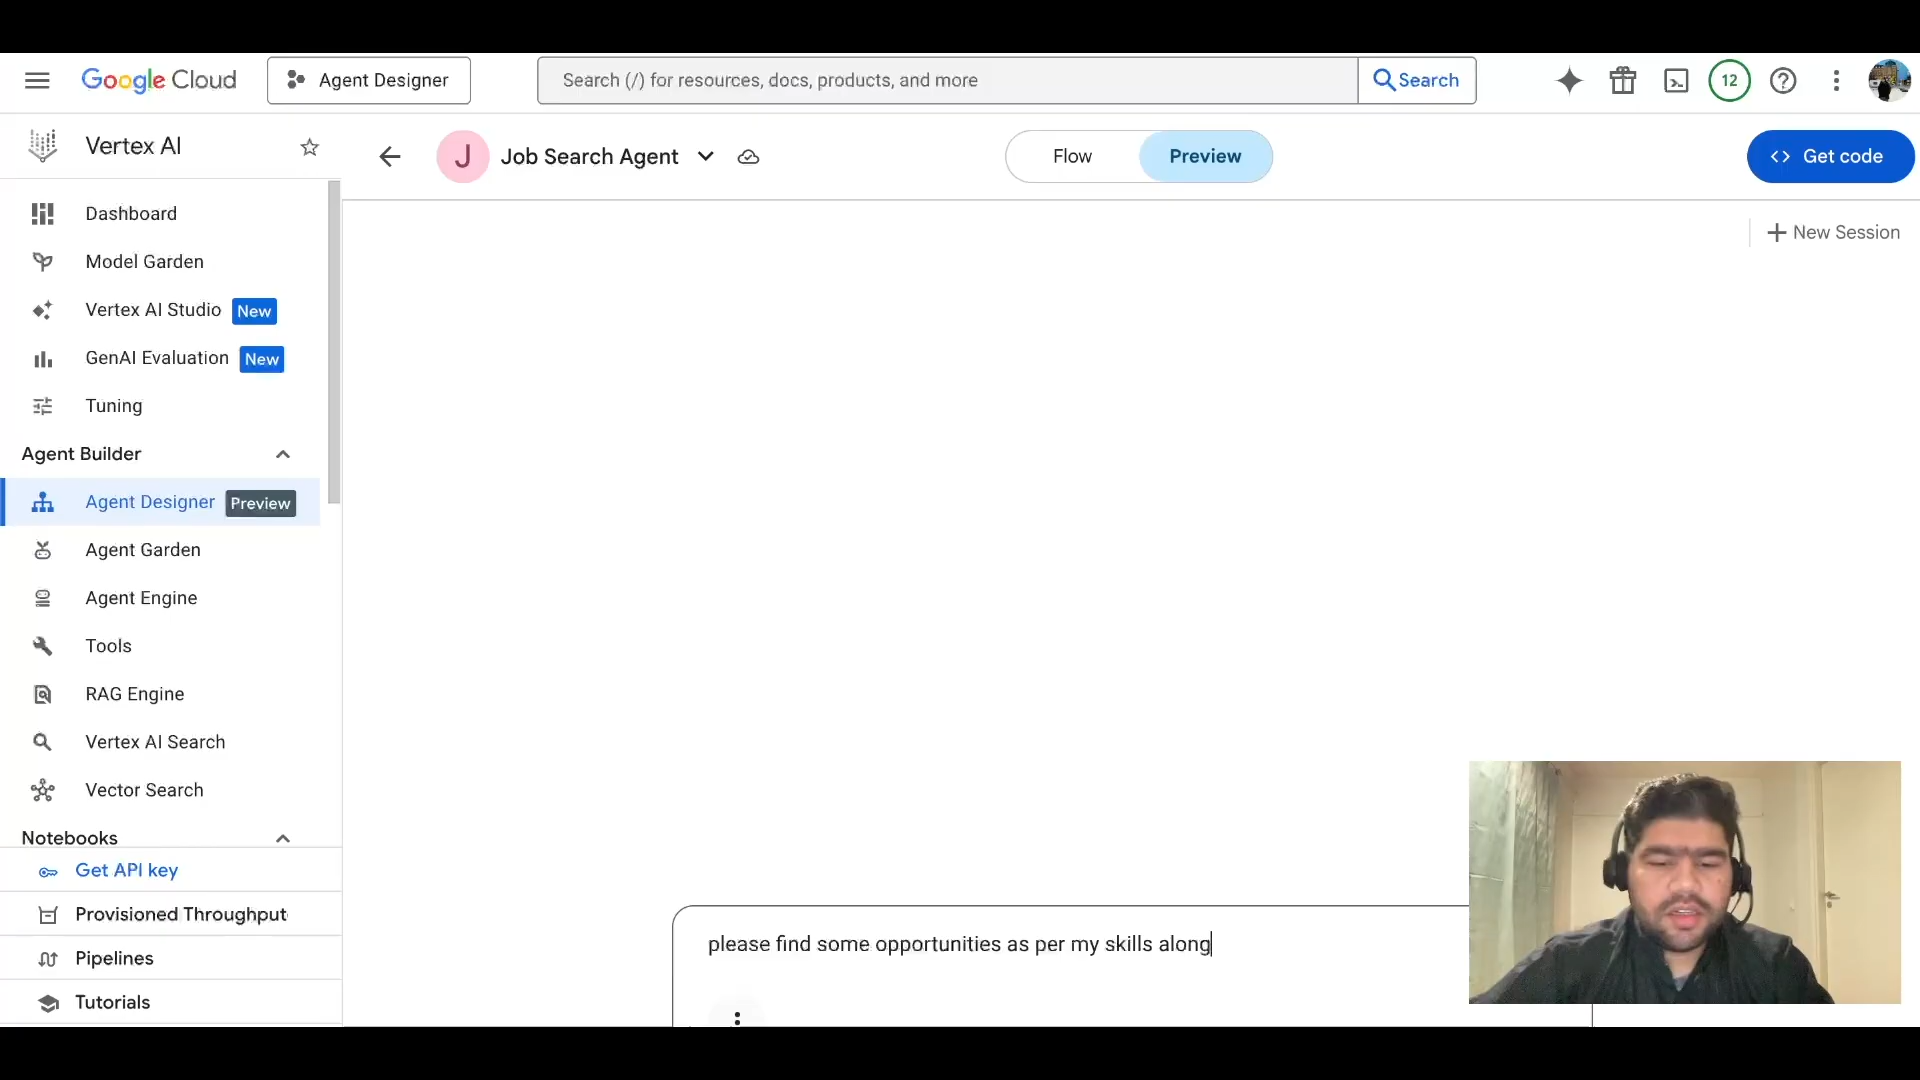 Google Cloud
Agent Designer
Search (/) for resources, docs, products, and more
Search
12
Vertex AI
J
Job Search Agent
Flow
Preview
Get code
New Session
Dashboard
Model Garden
Vertex AI Studio New
GenAI Evaluation New
Tuning
Agent Builder
Agent Designer Preview
Agent Garden
Agent Engine
Tools
RAG Engine
Vertex AI Search
Vector Search
Notebooks
Get API key
Provisioned Throughput
Pipelines
Tutorials
please find some opportunities as per my skills along